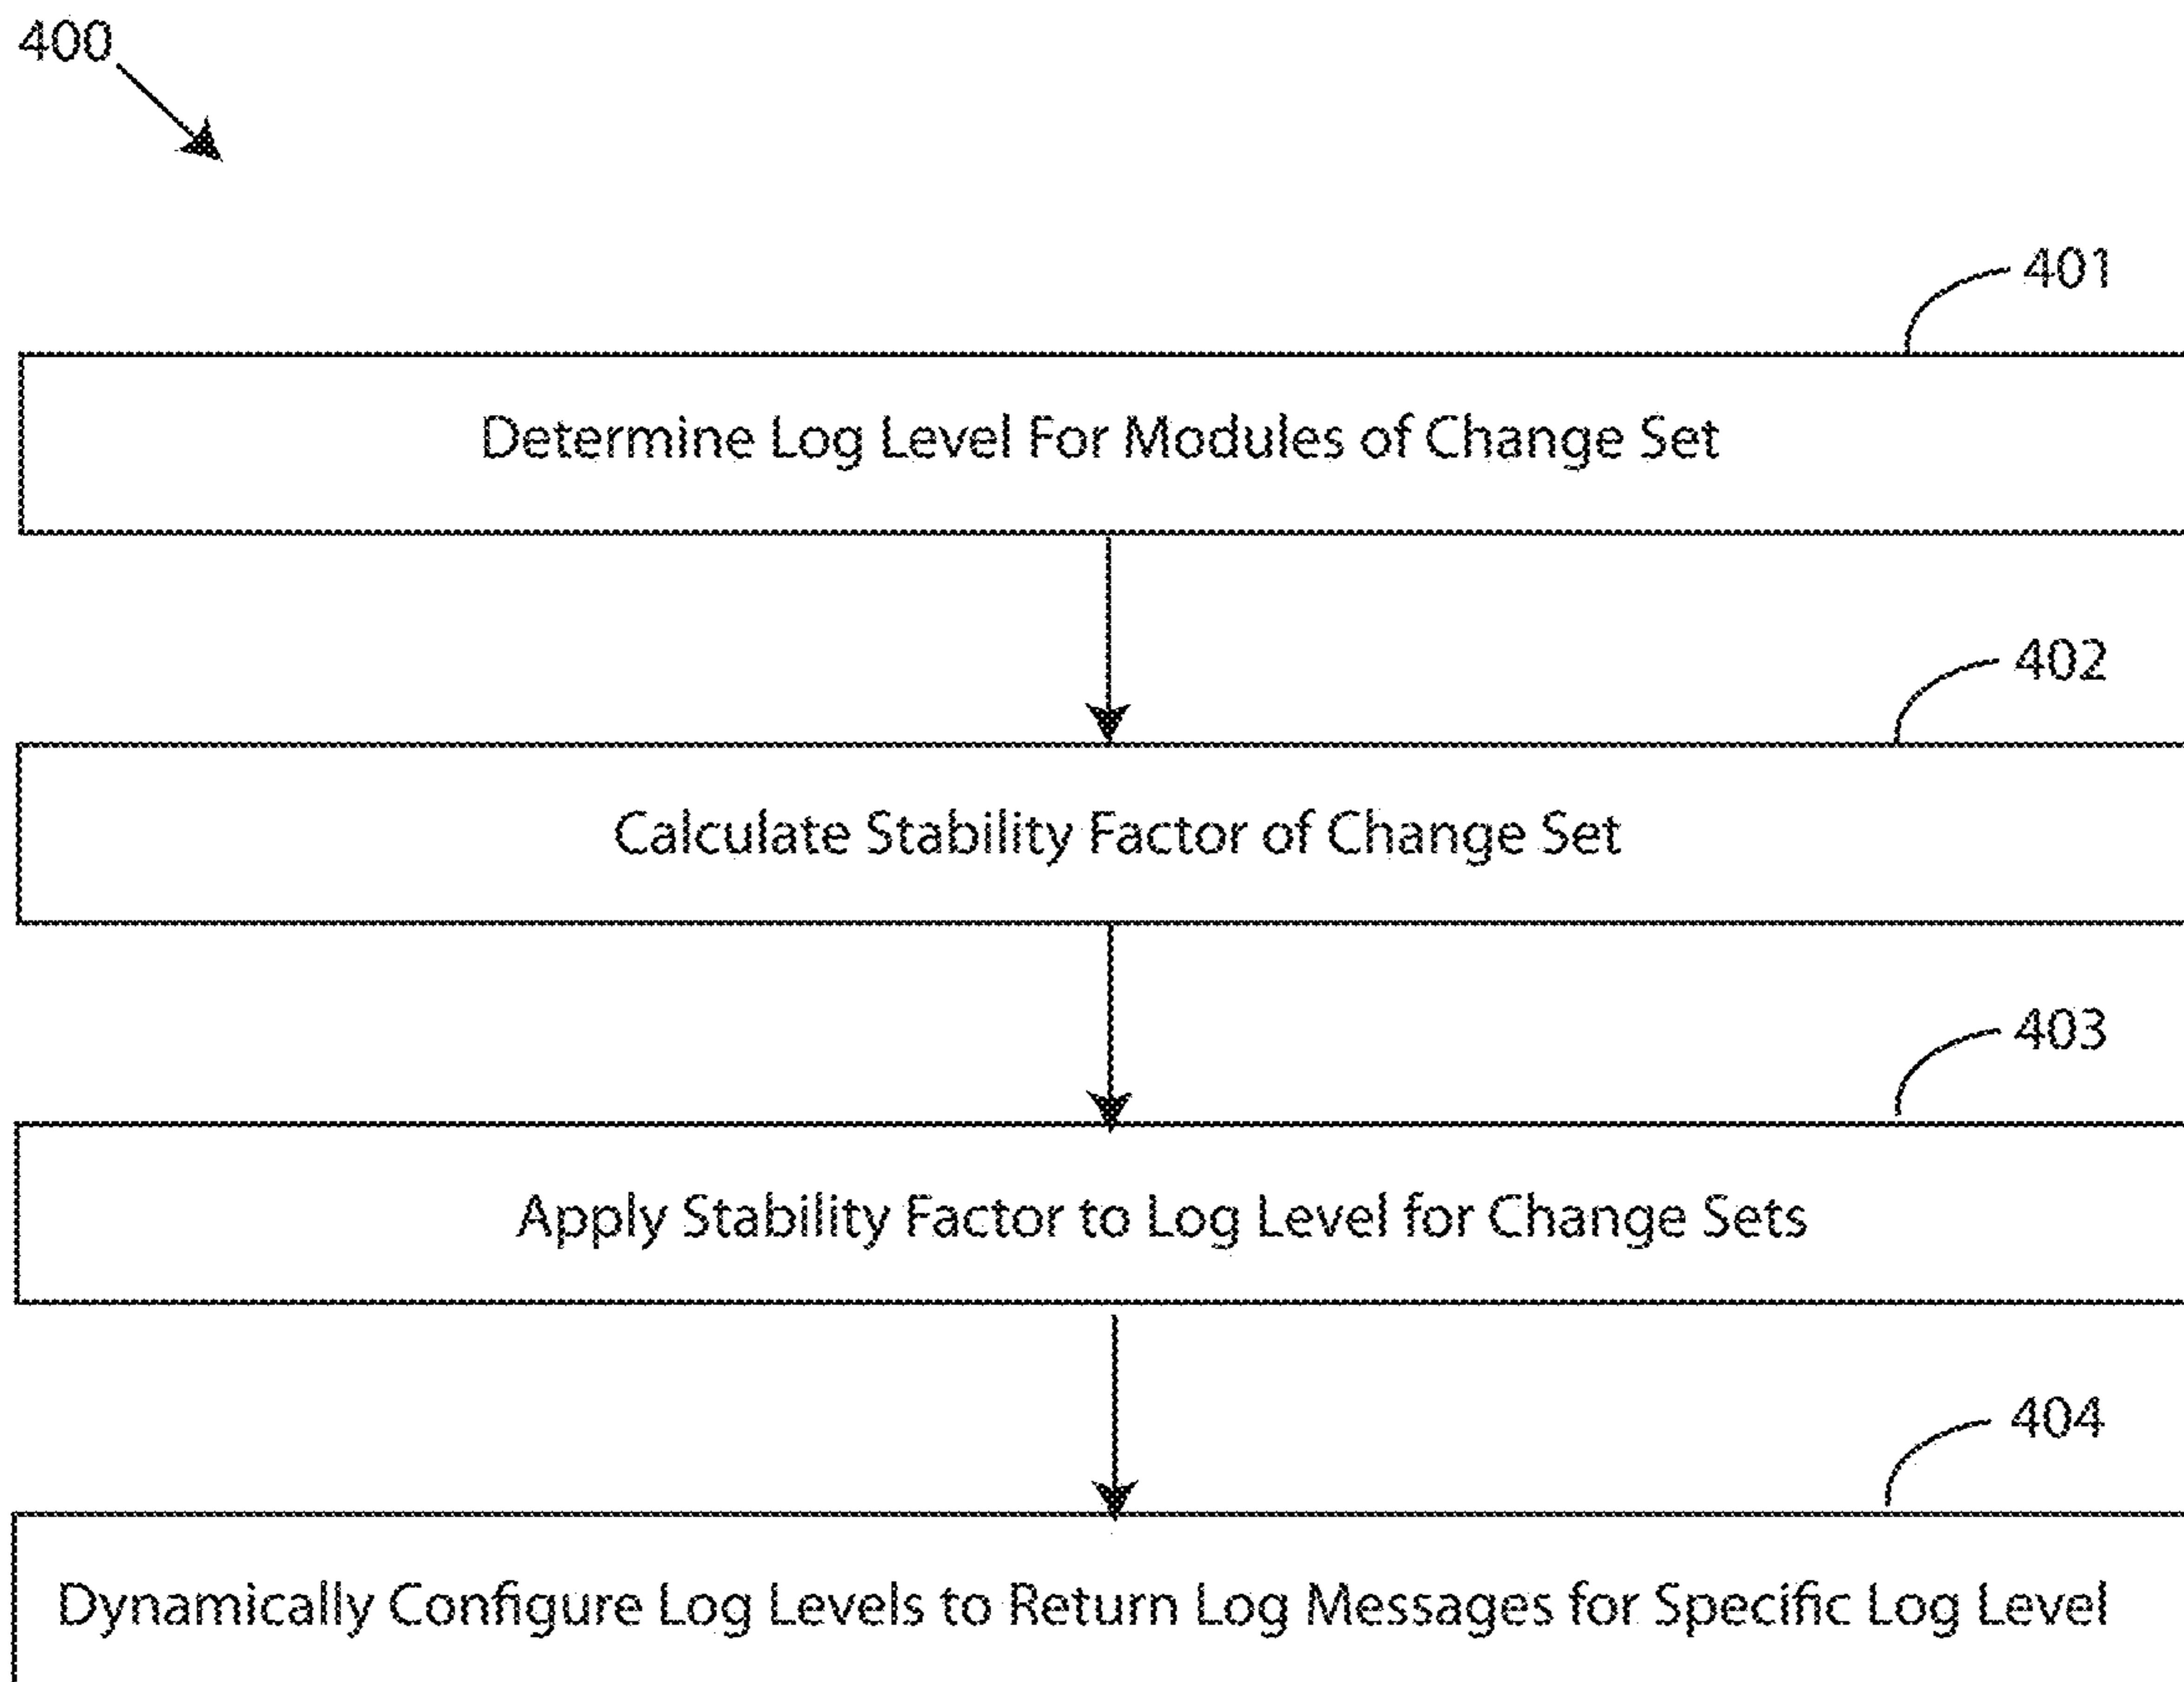 400
401
Determine Log Level For Modules of Change Set
402
Calculate Stability Factor of Change Set
403
Apply Stability Factor to Log Level for Change Sets
404
Dynamically Configure Log Levels to Return Log Messages for Specific Log Level